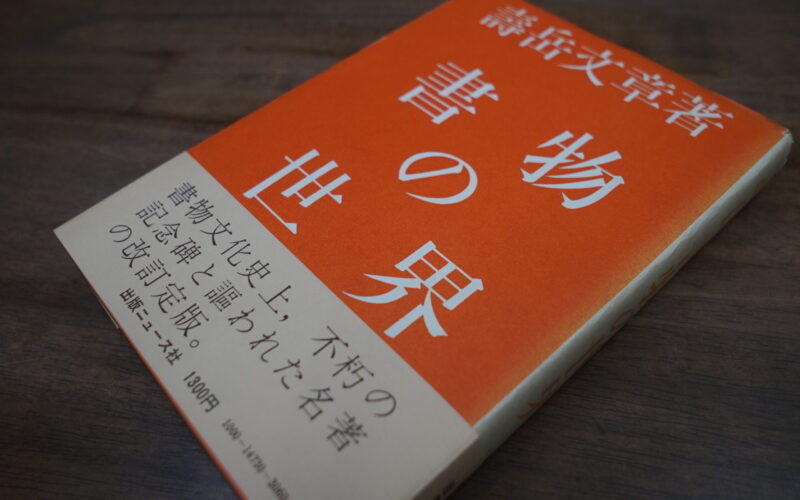 壽岳文章著
書物の世界
書物文化史上，不朽の
記念碑と謳われた名著
の改訂定版。
出版ニュース社 1300円